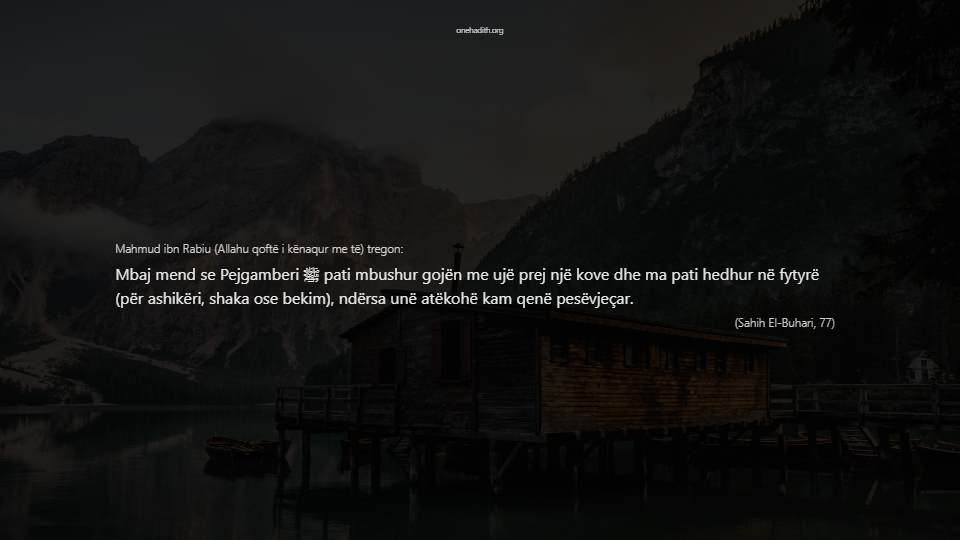 onehadith.org
Mahmud ibn Rabiu (Allahu qoftë i kënaqur me të) tregon:
Mbaj mend se Pejgamberi ﷺ pati mbushur gojën me ujë prej një kove dhe ma pati hedhur në fytyrë
(për ashikëri, shaka ose bekim), ndërsa unë atëkohë kam qenë pesëvjeçar.
(Sahih El-Buhari, 77)